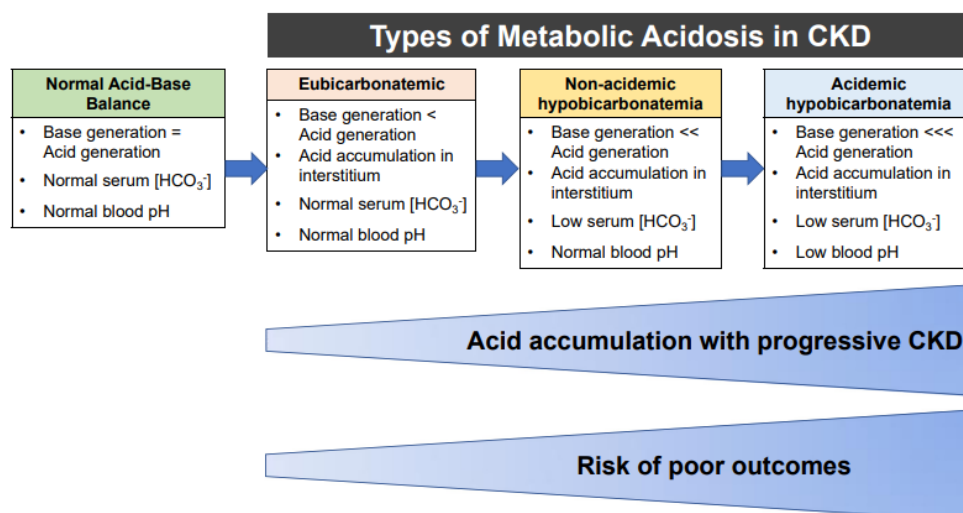 Types of Metabolic Acidosis in CKD
Normal Acid-Base
Balance
• Base generation =
Acid generation
• Normal serum [HCO₃⁻]
• Normal blood pH
Eubicarbonatemic
• Base generation <
Acid generation
• Acid accumulation in
interstitium
• Normal serum [HCO₃⁻]
• Normal blood pH
Non-acidemic
hypobicarbonatemia
• Base generation <<
Acid generation
• Acid accumulation in
interstitium
• Low serum [HCO₃⁻]
• Normal blood pH
Acidemic
hypobicarbonatemia
• Base generation <<<
Acid generation
• Acid accumulation in
interstitium
• Low serum [HCO₃⁻]
• Low blood pH
Acid accumulation with progressive CKD
Risk of poor outcomes